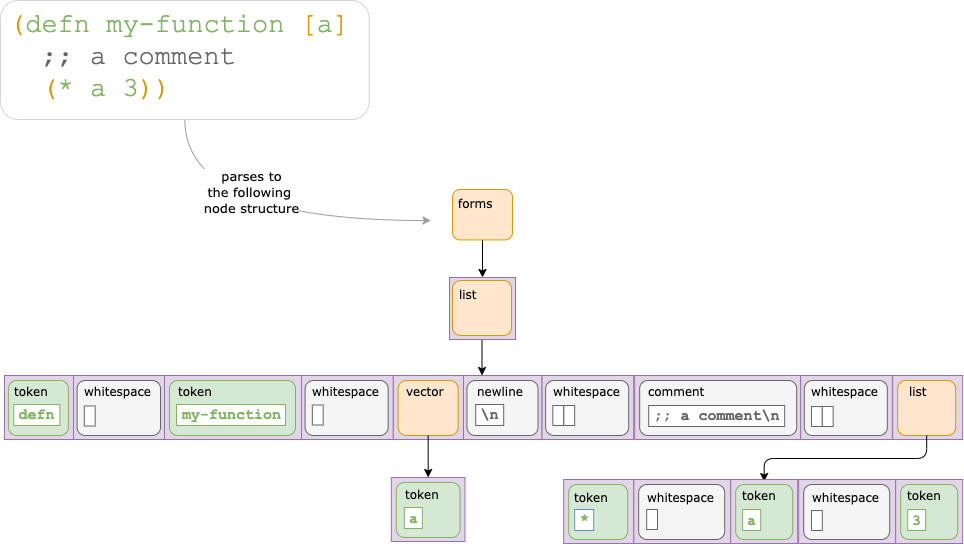 (defn my-function [a]
;; a comment
(* a 3))
parses to
the following
node structure
forms
list
token whitespace token whitespace vector newline whitespace comment whitespace list
defn my-function \n ;; a comment\n
token
a
token whitespace token whitespace token
* a 3